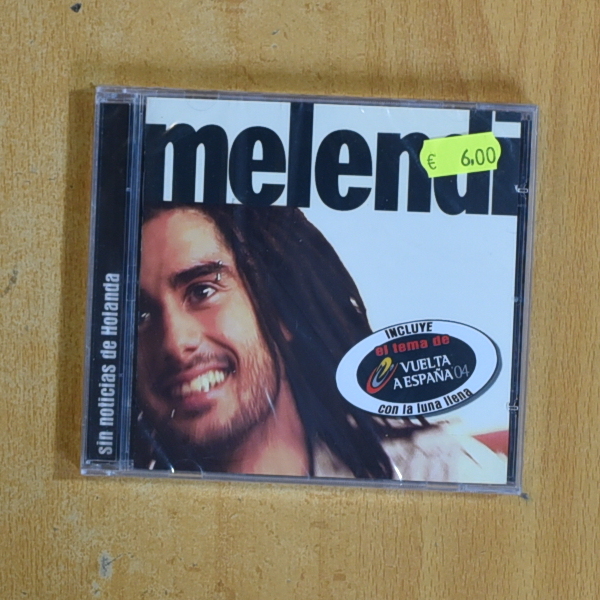 melendi
€ 6,00
sin noticias de Holanda
INCLUYE
el tema de
VUELTA
A ESPAÑA 04
con la luna llena